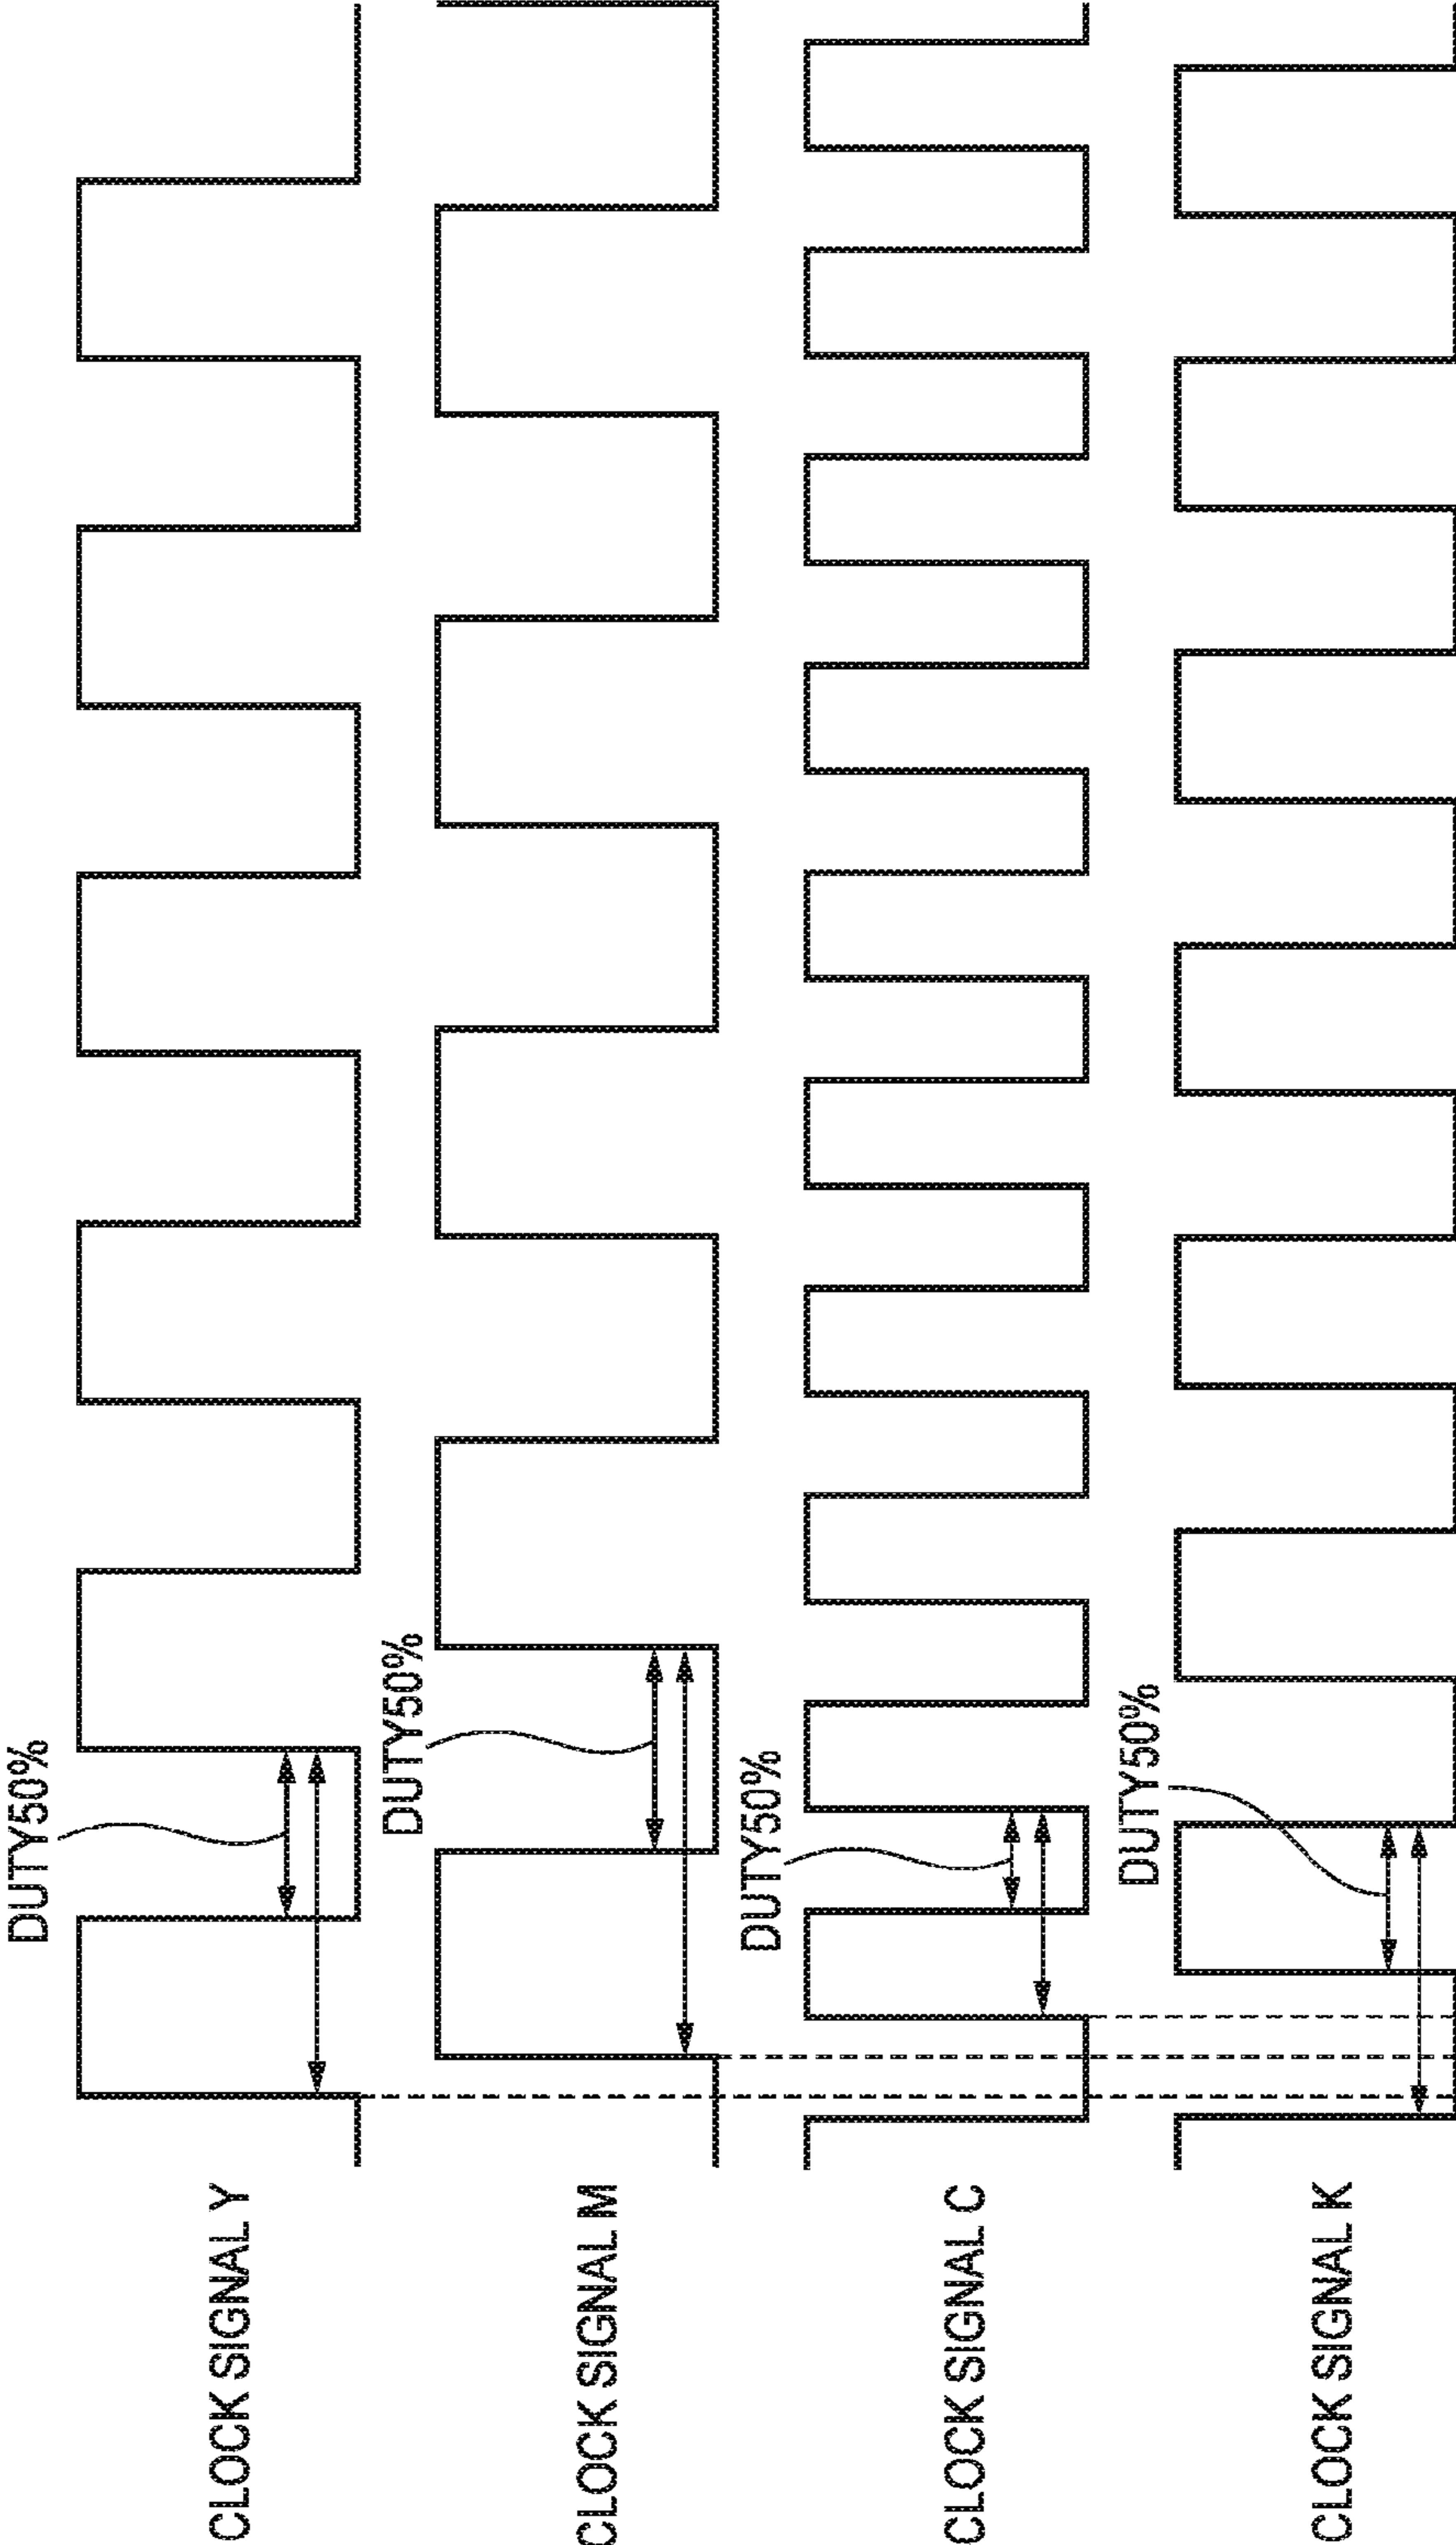 DUTY50%
CLOCK SIGNAL Y
DUTY50%
CLOCK SIGNAL M
DUTY50%
CLOCK SIGNAL C
DUTY50%
CLOCK SIGNAL K